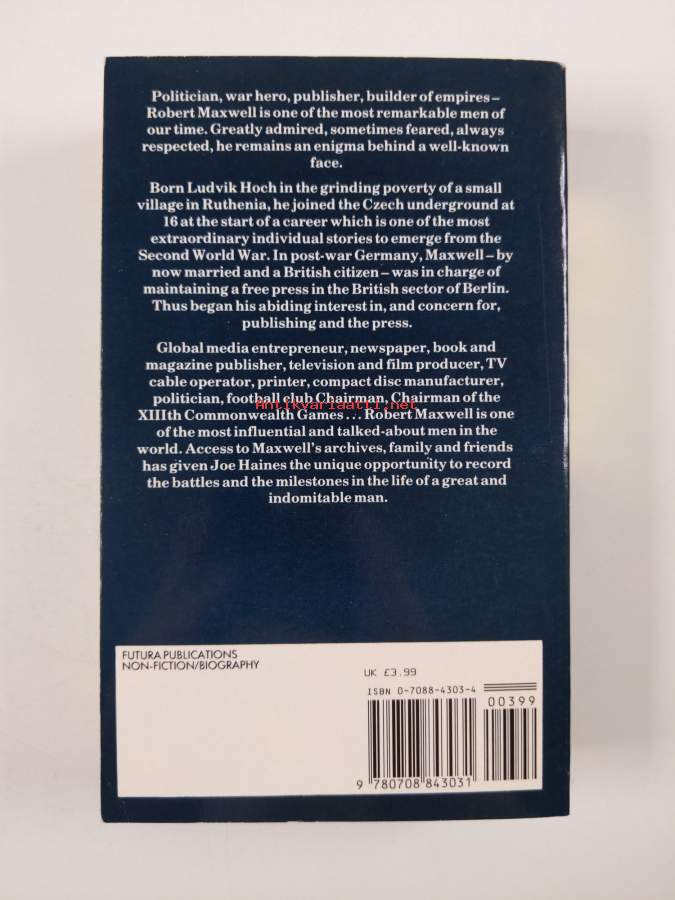 Politician, war hero, publisher, builder of empires –
Robert Maxwell is one of the most remarkable men of
our time. Greatly admired, sometimes feared, always
respected, he remains an enigma behind a well-known
face.
Born Ludvik Hoch in the grinding poverty of a small
village in Ruthenia, he joined the Czech underground at
16 at the start of a career which is one of the most
extraordinary individual stories to emerge from the
Second World War. In post-war Germany, Maxwell – by
now married and a British citizen – was in charge of
maintaining a free press in the British sector of Berlin.
Thus began his abiding interest in, and concern for,
publishing and the press.
Global media entrepreneur, newspaper, book and
magazine publisher, television and film producer, TV
cable operator, printer, compact disc manufacturer,
politician, football club Chairman, Chairman of the
Antikvariaatti.net
XIIIth Commonwealth Games... Robert Maxwell is one
of the most influential and talked-about men in the
world. Access to Maxwell's archives, family and friends
has given Joe Haines the unique opportunity to record
the battles and the milestones in the life of a great and
indomitable man.
FUTURA PUBLICATIONS
NON-FICTION/BIOGRAPHY
UK £3.99
ISBN 0-7088-4303-4
00399
9 780708 843031